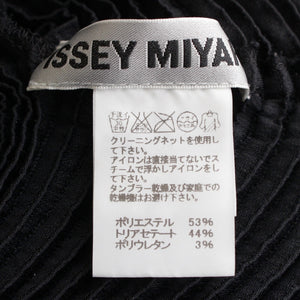 ISSEY MIYA
クリーニングネットを使用し
て下さい。
アイロンは直接当てないでス
チームで浮かしアイロンをし
て下さい。
タンブラー乾燥及び家庭での
乾燥機はお避け下さい
ポリエステル 53%
トリアセテート 44%
ポリウレタン 3%